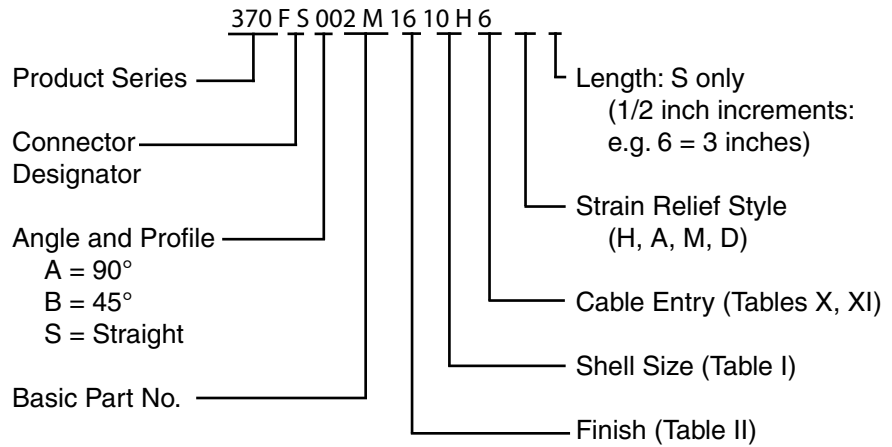 370 F S 002 M 16 10 H 6
Product Series
Connector
Designator
Angle and Profile
A = 90°
B = 45°
S = Straight
Basic Part No.
Length: S only
(1/2 inch increments:
e.g. 6 = 3 inches)
Strain Relief Style
(H, A, M, D)
Cable Entry (Tables X, XI)
Shell Size (Table I)
Finish (Table II)